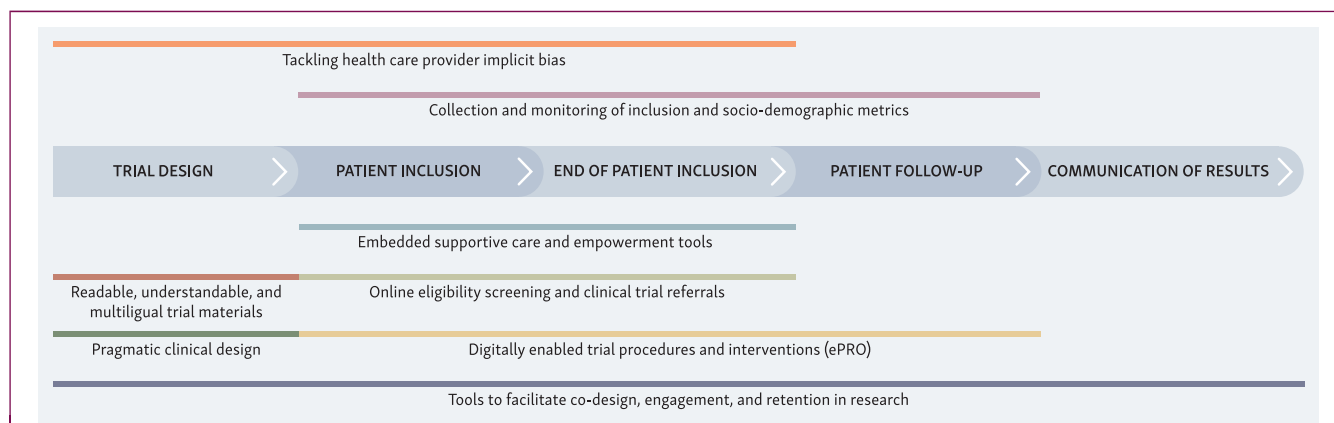 Tackling health care provider implicit bias
Collection and monitoring of inclusion and socio-demographic metrics
TRIAL DESIGN
PATIENT INCLUSION
END OF PATIENT INCLUSION
PATIENT FOLLOW-UP
COMMUNICATION OF RESULTS
Embedded supportive care and empowerment tools
Readable, understandable, and
multiligual trial materials
Online eligibility screening and clinical trial referrals
Pragmatic clinical design
Digitally enabled trial procedures and interventions (ePRO)
Tools to facilitate co-design, engagement, and retention in research